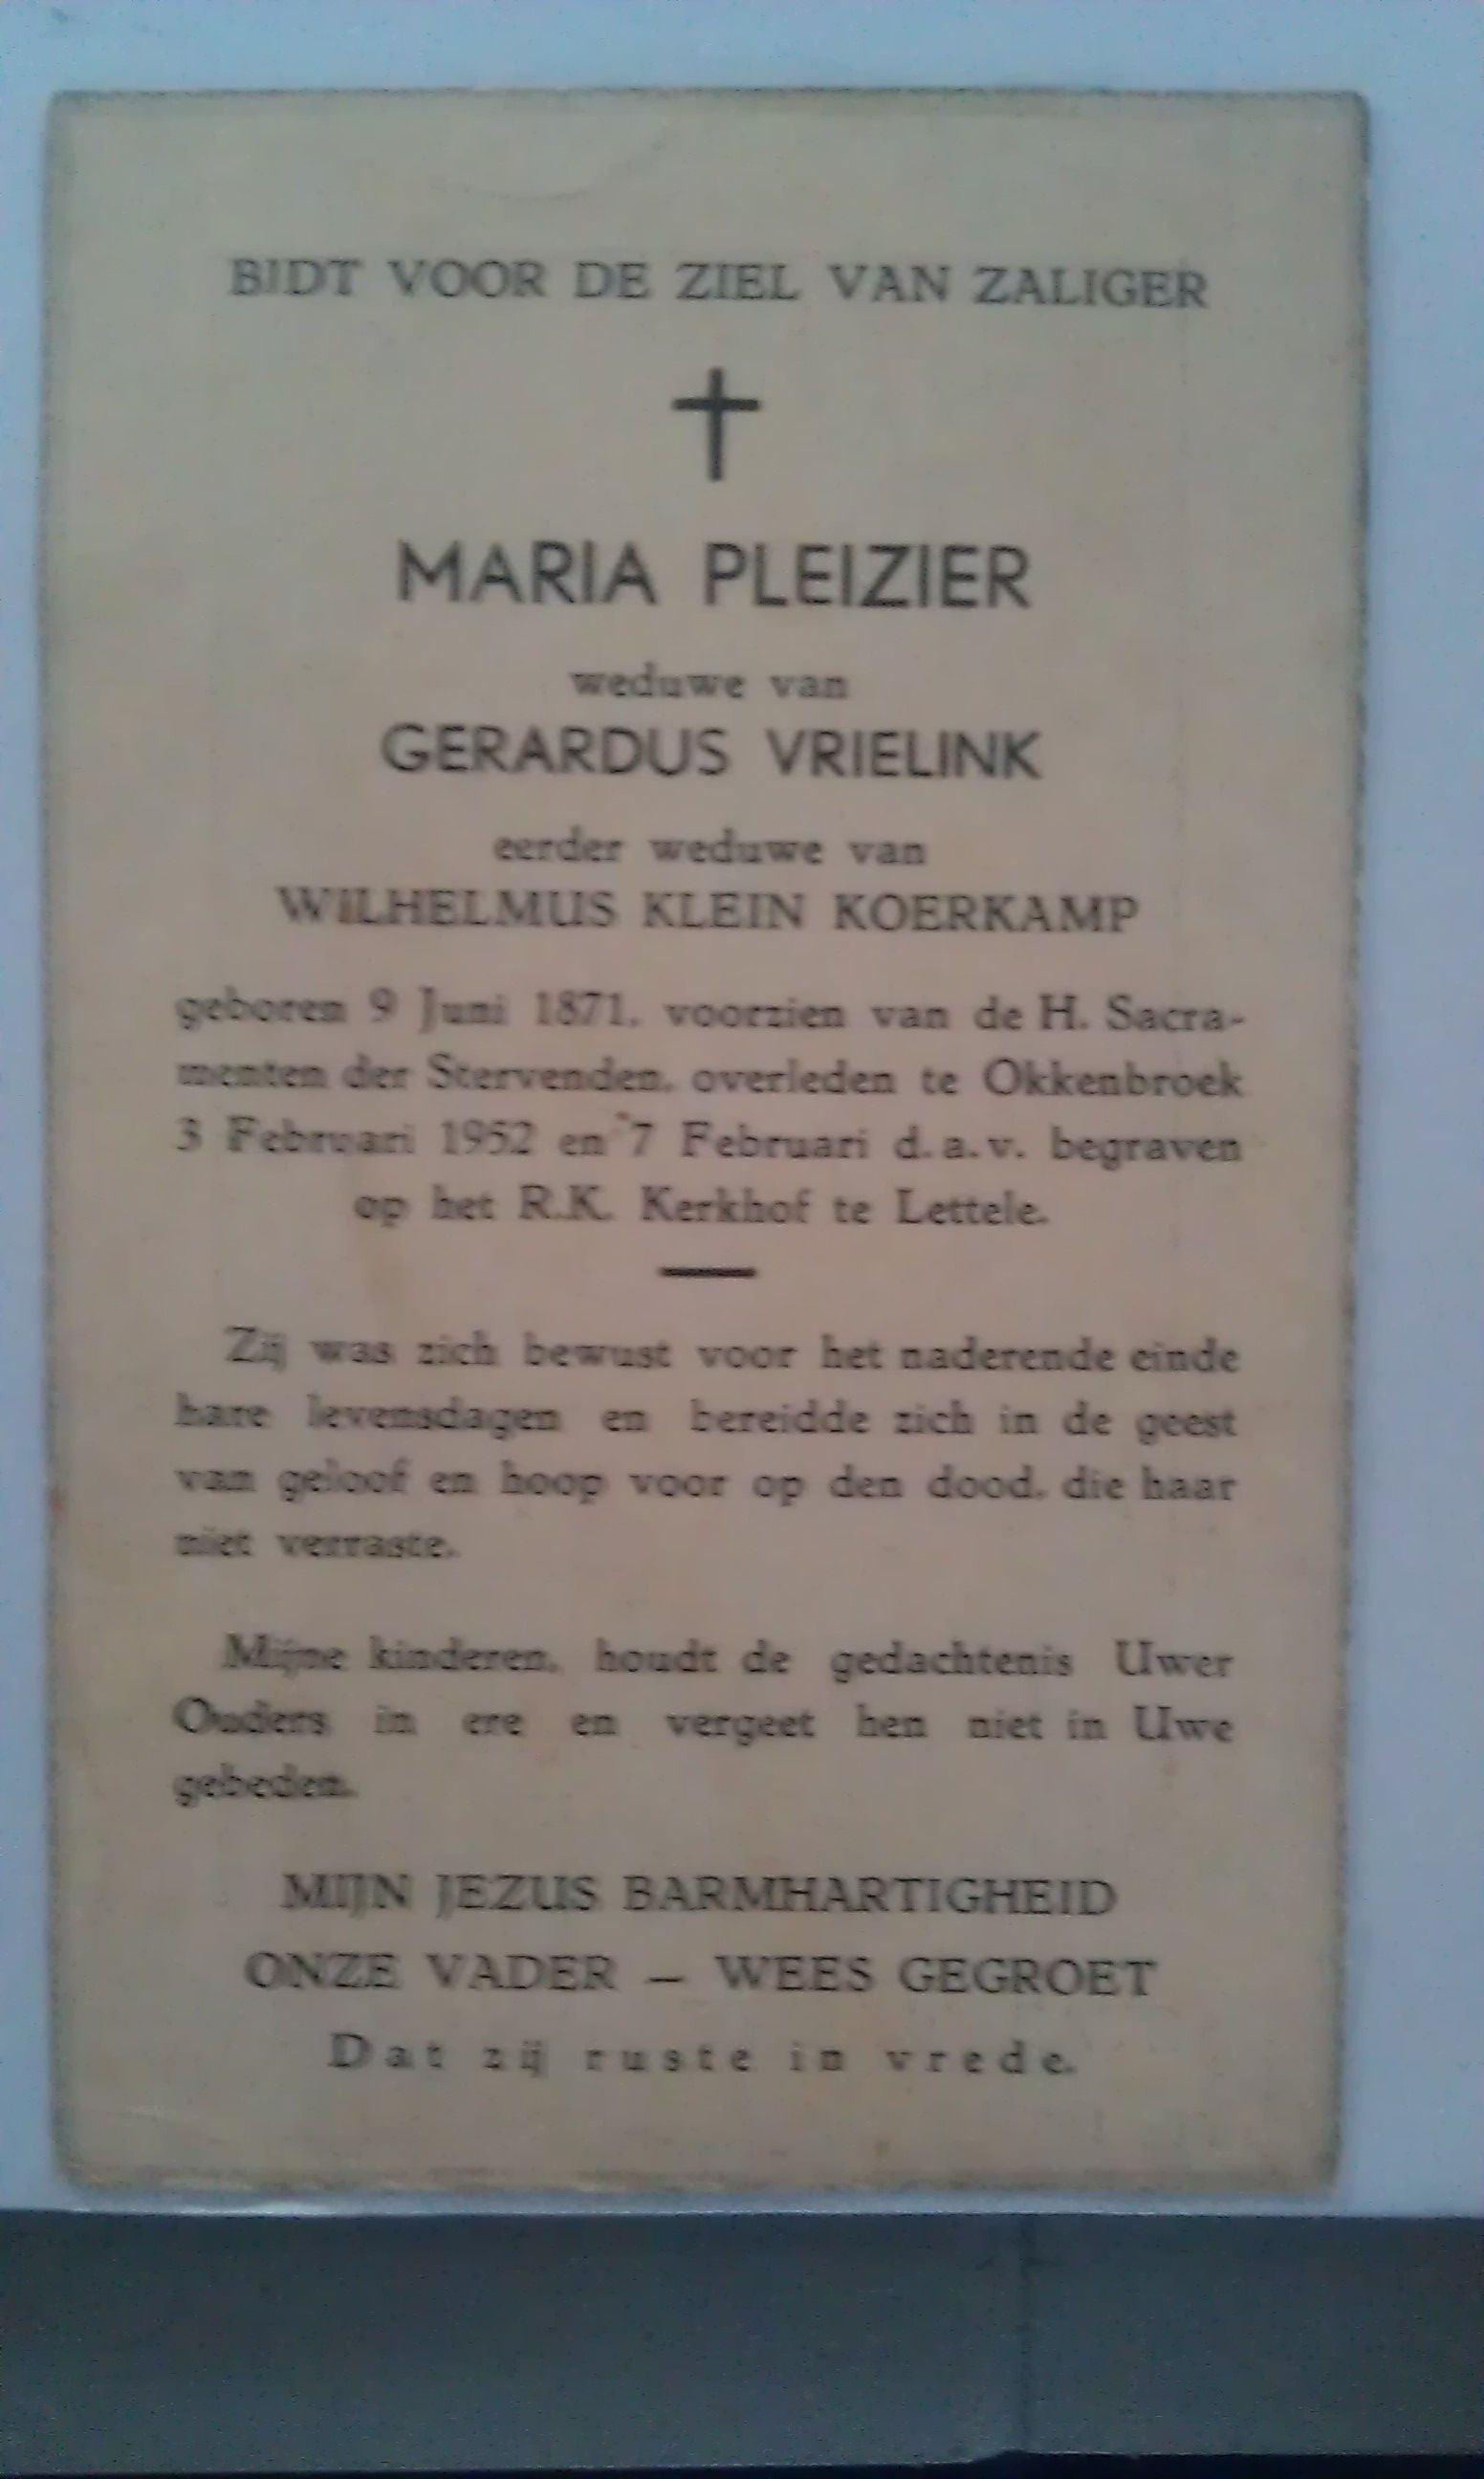 BIDT VOOR DE ZIEL VAN ZALIGER
MARIA PLEIZIER
weduwe van
GERARDUS VRIELINK
eerder weduwe van
WILHELMUS KLEIN KOERKAMP
geboren 9 Juni 1871, voorzien van de H. Sacra-
menten der Stervenden, overleden te Okkenbroek
3 Februari 1952 en 7 Februari d.a.v. begraven
op het R.K. Kerkhof te Lettele.
Zij was zich bewust voor het naderende einde
hare levensdagen en bereidde zich in de geest
van geloof en hoop voor op den dood, die haar
niet verraste.
Mijne kinderen, houdt de gedachtenis Uwer
Ouders in ere en vergeet hen niet in Uwe
gebeden.
MIJN JEZUS BARMHARTIGHEID
ONZE VADER — WEES GEGROET
Dat zij ruste in vrede.